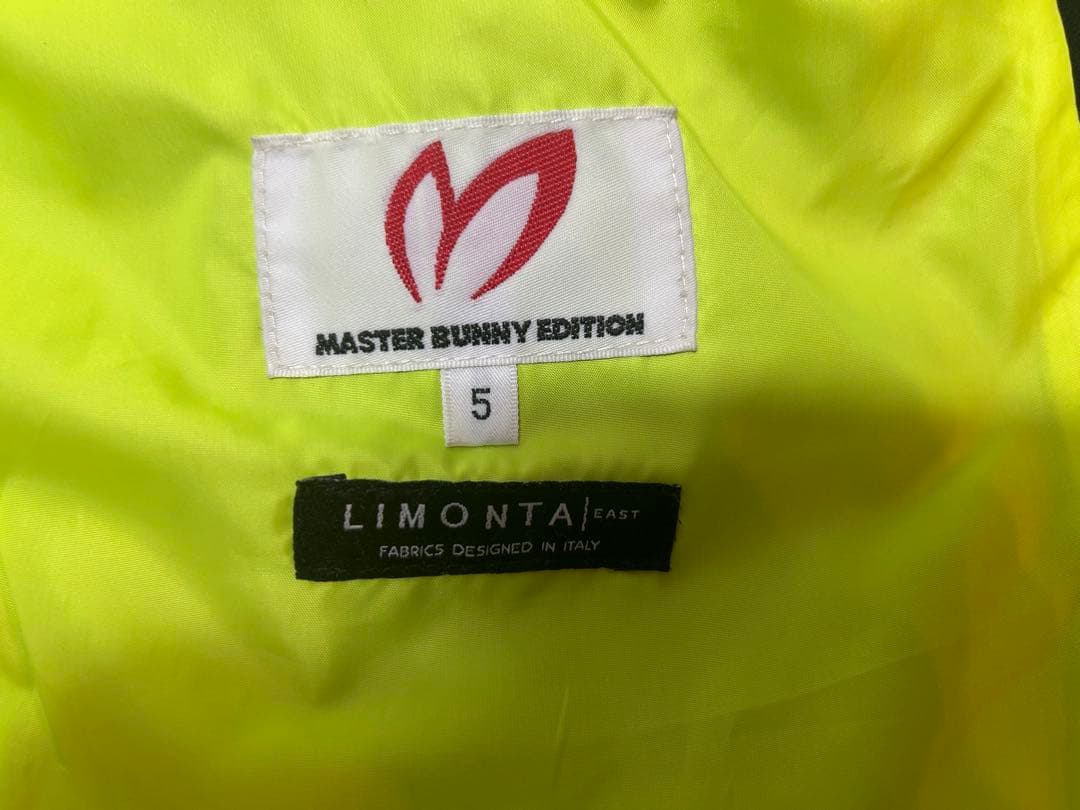 MASTER BUNNY EDITION
5
LIMONTA|EAST
FABRICS DESIGNED IN ITALY